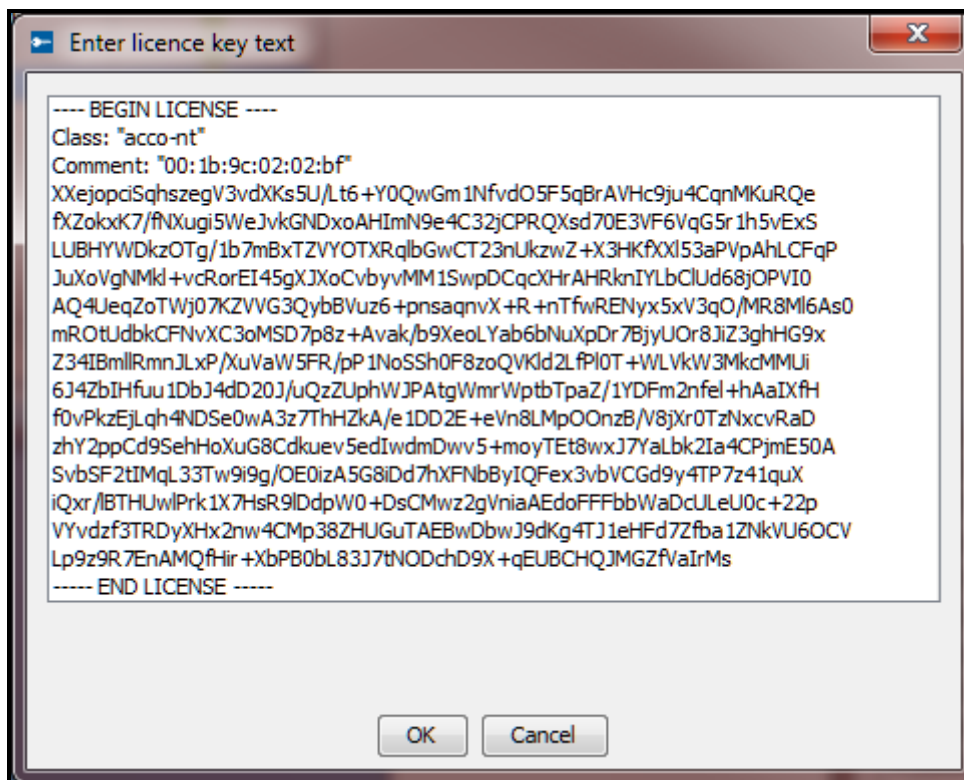 Enter licence key text
---- BEGIN LICENSE ----
Class: "acco-nt"
Comment: "00:1b:9c:02:02:bf"
XXejopciSqhszegV3vdXKs5U/Lt6+Y0QwGm1NfvdO5F5qBrAVHc9ju4CqnMKuRQe
fXZokxK7/fNXugi5WeJvkGNDxoAHImN9e4C32jCPRQXsd70E3VF6VqG5r1h5vExS
LUBHYWDkzOTg/1b7mBxTZVYOTXRqlbGwCT23nUkzwZ+X3HKfXXl53aPVpAhLCFqP
JuXoVgNMkl+vcRorEI45gXJXoCvbyvMM1SwpDCqcXHrAHRknIYLbClUd68jOPVI0
AQ4UeqZoTWj07KZVVG3QybBVuz6+pnsaqnvX+R+nTfwRENyx5xV3qO/MR8Ml6As0
mROtUdbkCFNvXC3oMSD7p8z+Avak/b9XeoLYab6bNuXpDr7BjyUOr8JiZ3ghHG9x
Z34IBmllRmnJLxP/XuVaW5FR/pP1NoSSh0F8zoQVKld2LfPl0T+WLVkW3MkcMMUi
6J4ZbIHfuu1DbJ4dD20J/uQzZUphWJPAtgWmrWptbTpaZ/1YDFm2nfel+hAaIXfH
f0vPkzEjLqh4NDSe0wA3z7ThHZkA/e1DD2E+eVn8LMpOOnzB/V8jXr0TzNxcvRaD
zhY2ppCd9SehHoXuG8Cdkuev5edIwdmDwv5+moyTEt8wxJ7YaLbk2Ia4CPjmE50A
SvbSF2tIMqL33Tw9i9g/OE0izA5G8iDd7hXFNbByIQFex3vbVCGd9y4TP7z41quX
iQxr/lBTHUwlPrk1X7HsR9lDdpW0+DsCMwz2gVniaAEdoFFFbbWaDcULeU0c+22p
VYvdzf3TRDyXHx2nw4CMp38ZHUGuTAEBwDbwJ9dKg4TJ1eHFd7Zfba1ZNkVU6OCV
Lp9z9R7EnAMQfHir+XbPB0bL83J7tNODchD9X+qEUBCHQJMGZfVaIrMs
----- END LICENSE -----
OK Cancel